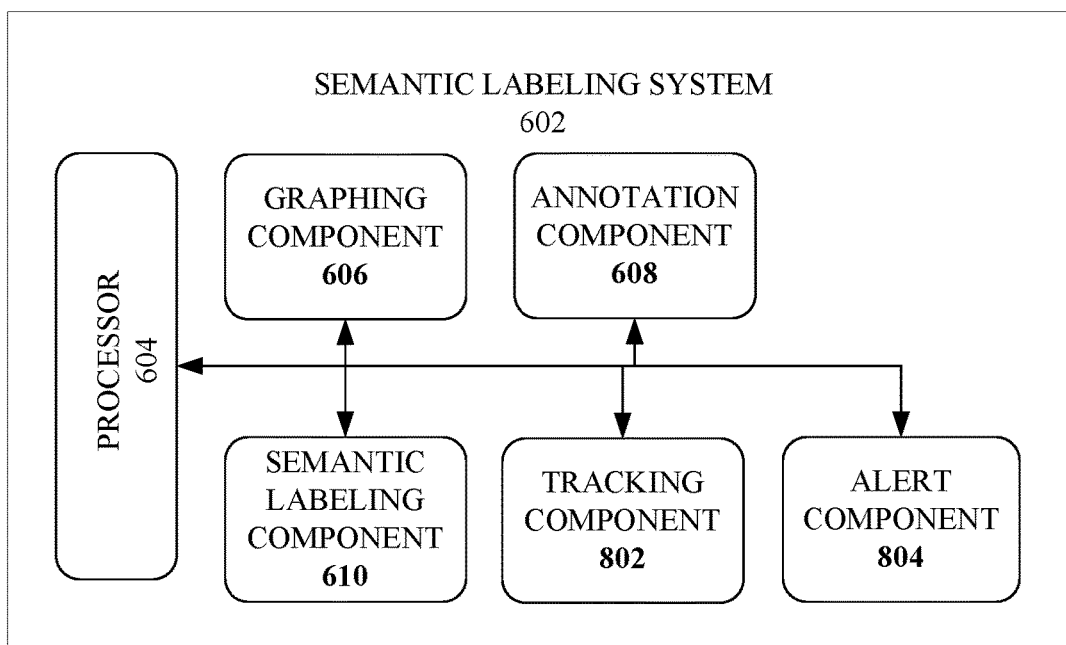 SEMANTIC LABELING SYSTEM
602
PROCESSOR
604
GRAPHING
COMPONENT
606
ANNOTATION
COMPONENT
608
SEMANTIC
LABELING
COMPONENT
610
TRACKING
COMPONENT
802
ALERT
COMPONENT
804